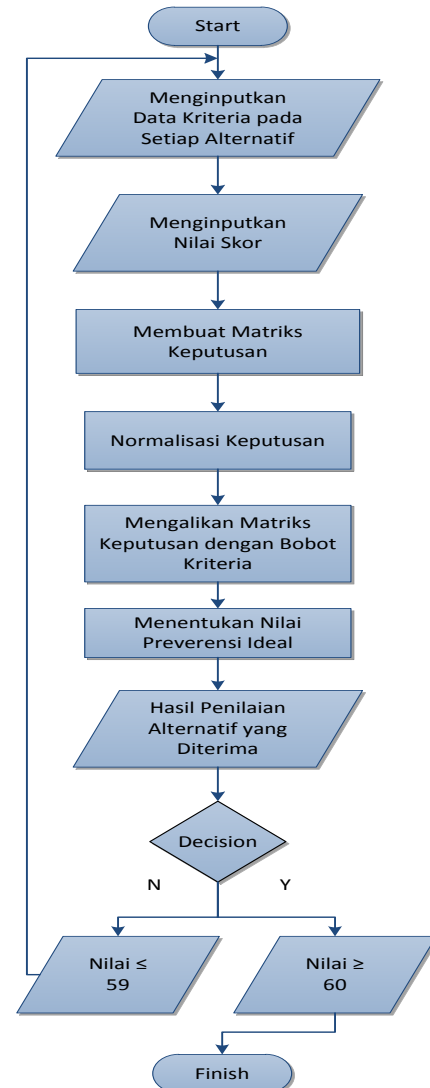 Start
Menginputkan
Data Kriteria pada
Setiap Alternatif
Menginputkan
Nilai Skor
Membuat Matriks
Keputusan
Normalisasi Keputusan
Mengalikan Matriks
Keputusan dengan Bobot
Kriteria
Menentukan Nilai
Preverensi Ideal
Hasil Penilaian
Alternatif yang
Diterima
Decision
N
Y
Nilai ≤
59
Nilai ≥
60
Finish